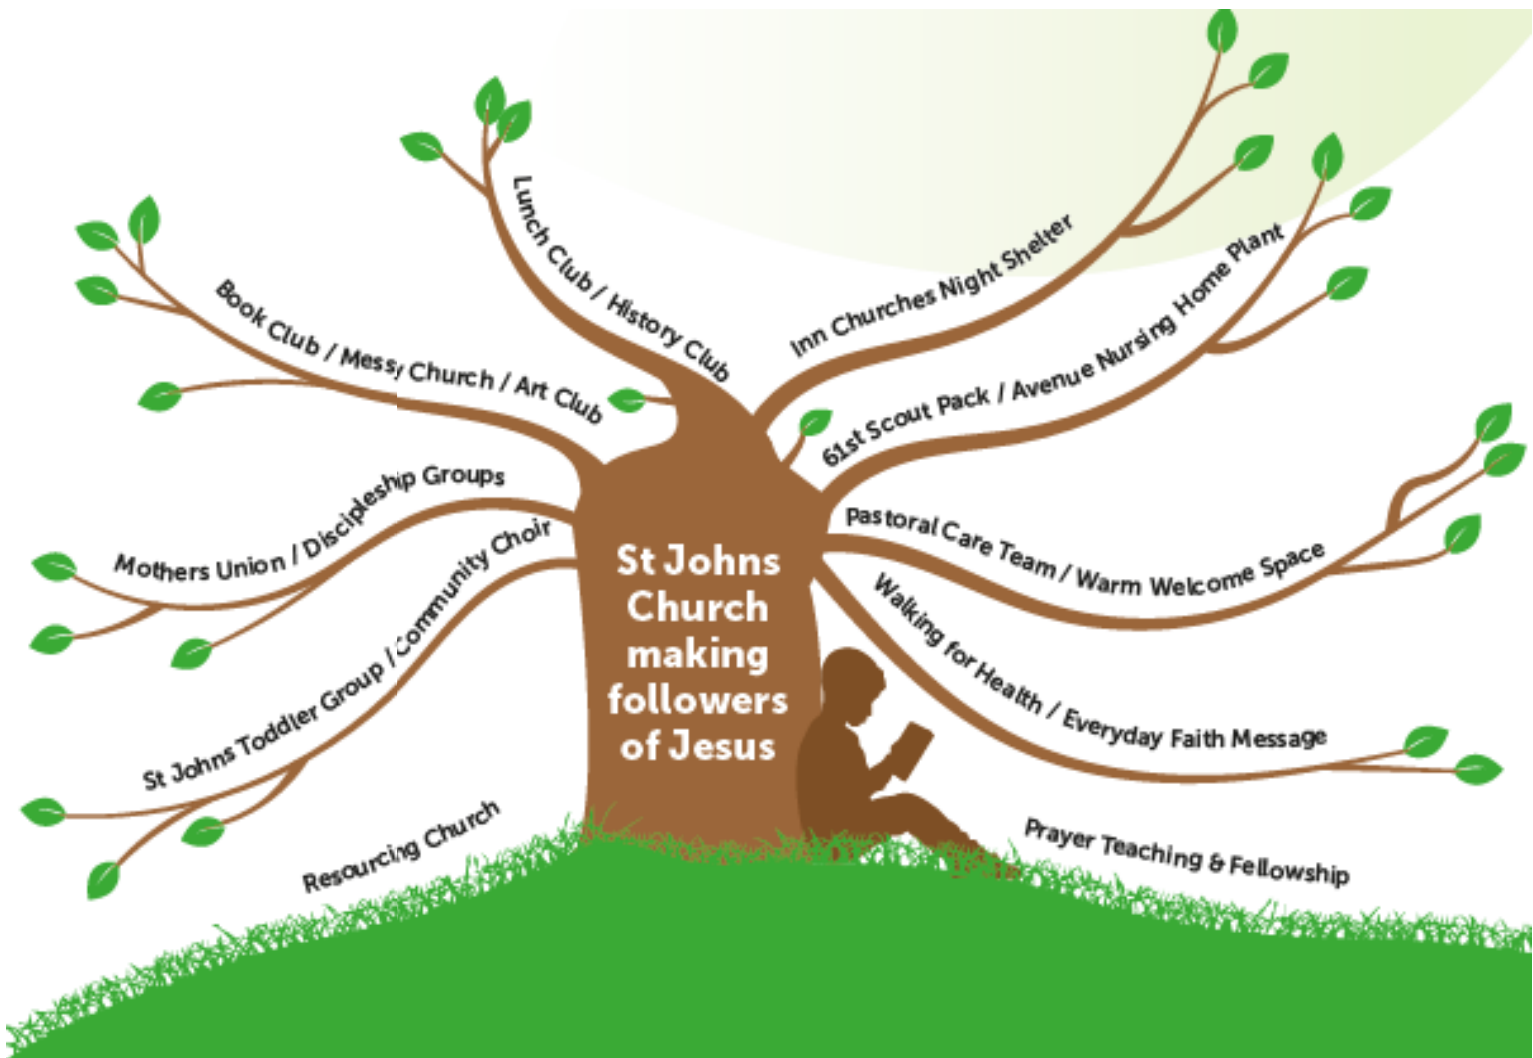 Lunch Club / History Club
Inn Churches Night Shelter
Book Club / Messy Church / Art Club
61st Scout Pack / Avenue Nursing Home Plant
Mothers Union / Discipleship Groups
Pastoral Care Team / Warm Welcome Space
St Johns Toddler Group / Community Choir
Walking for Health / Everyday Faith Message
St Johns
Church
making
followers
of Jesus
Resourcing Church
Prayer Teaching & Fellowship